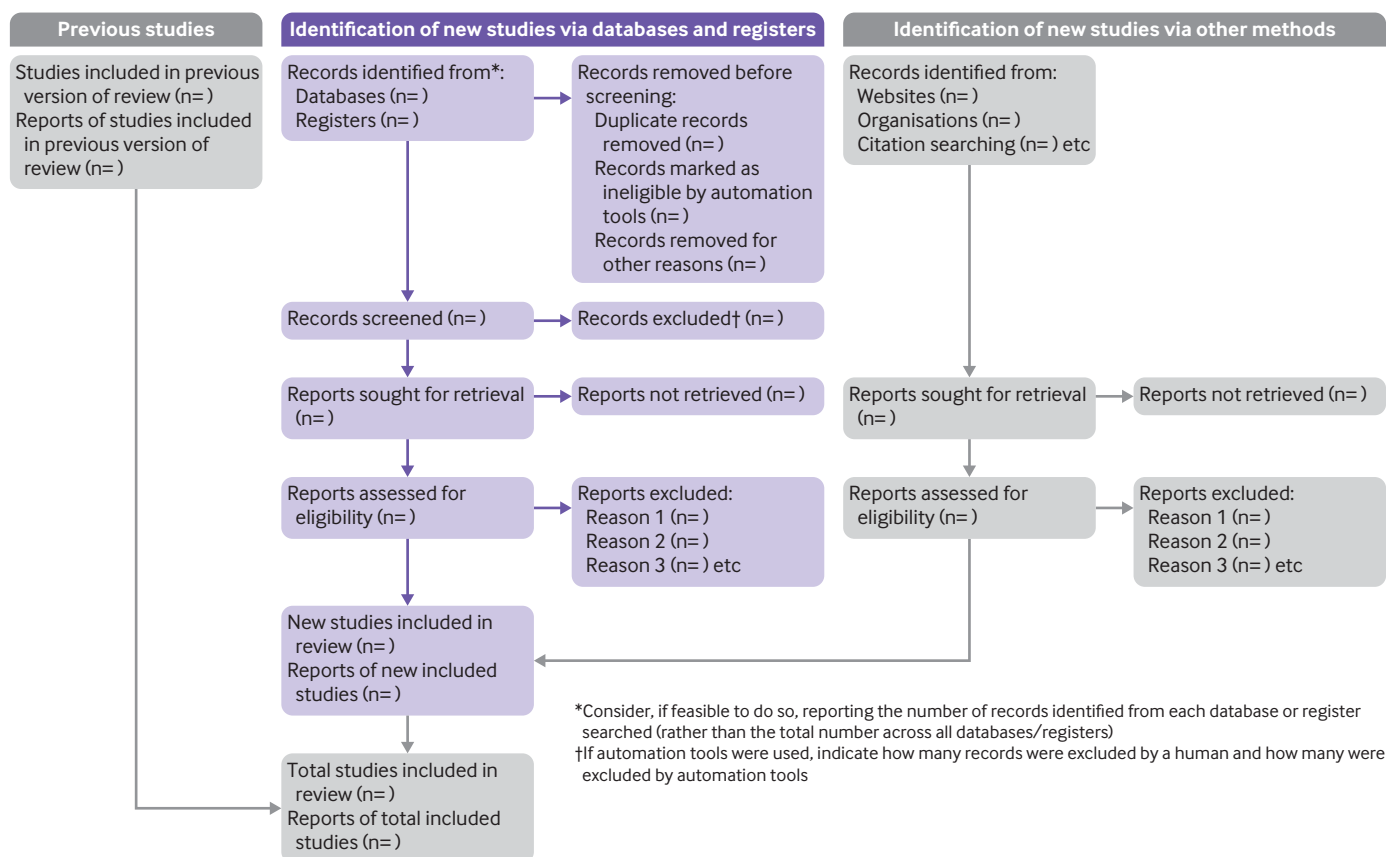 Previous studies
Studies included in previous
version of review (n= )
Reports of studies included
in previous version of
review (n= )
Identification of new studies via databases and registers
Records identified from*:
Databases (n= )
Registers (n= )
Records removed before
screening:
Duplicate records
removed (n= )
Records marked as
ineligible by automation
tools (n= )
Records removed for
other reasons (n= )
Records screened (n= )
Records excluded† (n= )
Reports sought for retrieval
(n= )
Reports not retrieved (n= )
Reports assessed for
eligibility (n= )
Reports excluded:
Reason 1 (n= )
Reason 2 (n= )
Reason 3 (n= ) etc
New studies included in
review (n= )
Reports of new included
studies (n= )
Total studies included in
review (n= )
Reports of total included
studies (n= )
Identification of new studies via other methods
Records identified from:
Websites (n= )
Organisations (n= )
Citation searching (n= ) etc
Reports sought for retrieval
(n= )
Reports not retrieved (n= )
Reports assessed for
eligibility (n= )
Reports excluded:
Reason 1 (n= )
Reason 2 (n= )
Reason 3 (n= ) etc
*Consider, if feasible to do so, reporting the number of records identified from each database or register
searched (rather than the total number across all databases/registers)
†If automation tools were used, indicate how many records were excluded by a human and how many were
excluded by automation tools